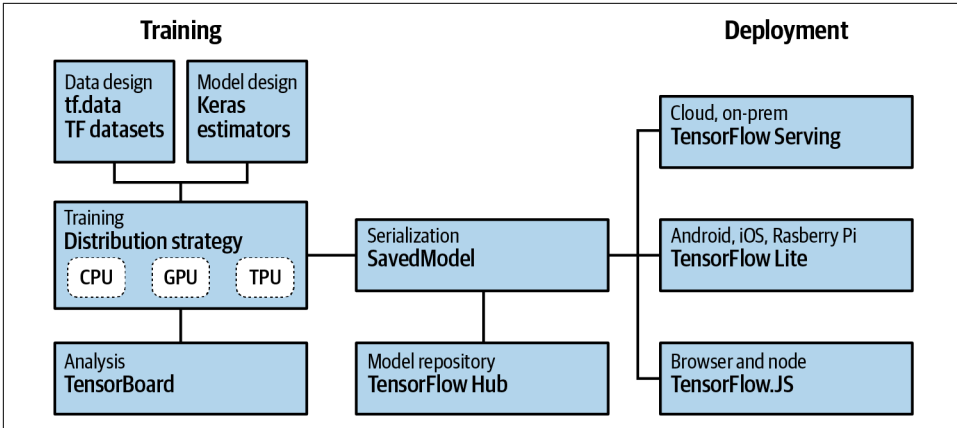 Training
Deployment
Data design
tf.data
TF datasets
Model design
Keras
estimators
Training
Distribution strategy
CPU
GPU
TPU
Analysis
TensorBoard
Serialization
SavedModel
Model repository
TensorFlow Hub
Cloud, on-prem
TensorFlow Serving
Android, iOS, Rasberry Pi
TensorFlow Lite
Browser and node
TensorFlow.JS